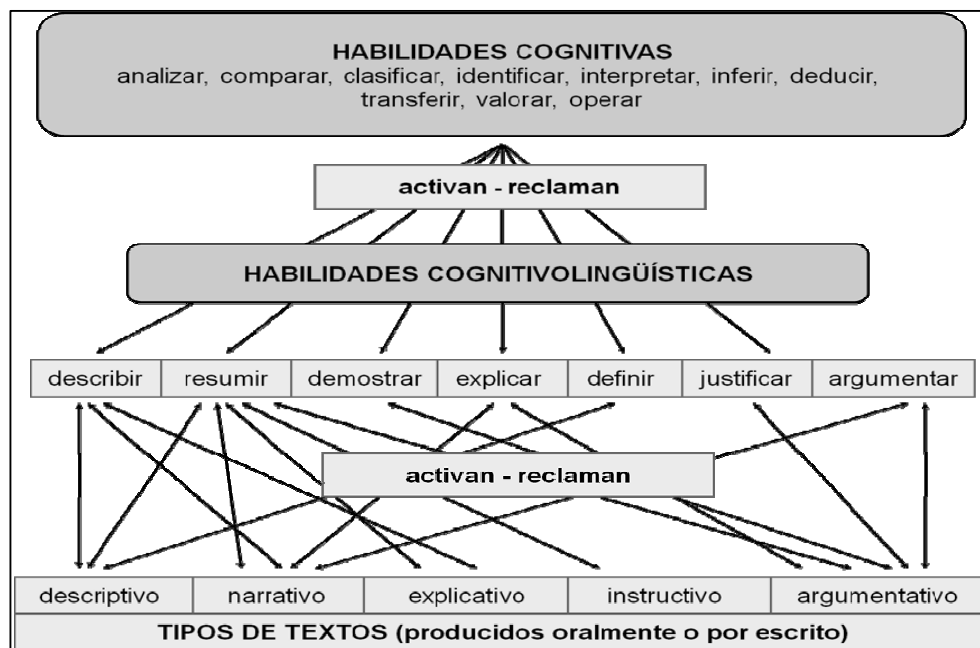 HABILIDADES COGNITIVAS
analizar, comparar, clasificar, identificar, interpretar, inferir, deducir,
transferir, valorar, operar
activan - reclaman
HABILIDADES COGNITIVOLINGÜÍSTICAS
describir resumir demostrar explicar definir justificar argumentar
activan - reclaman
descriptivo narrativo explicativo instructivo argumentativo
TIPOS DE TEXTOS (producidos oralmente o por escrito)